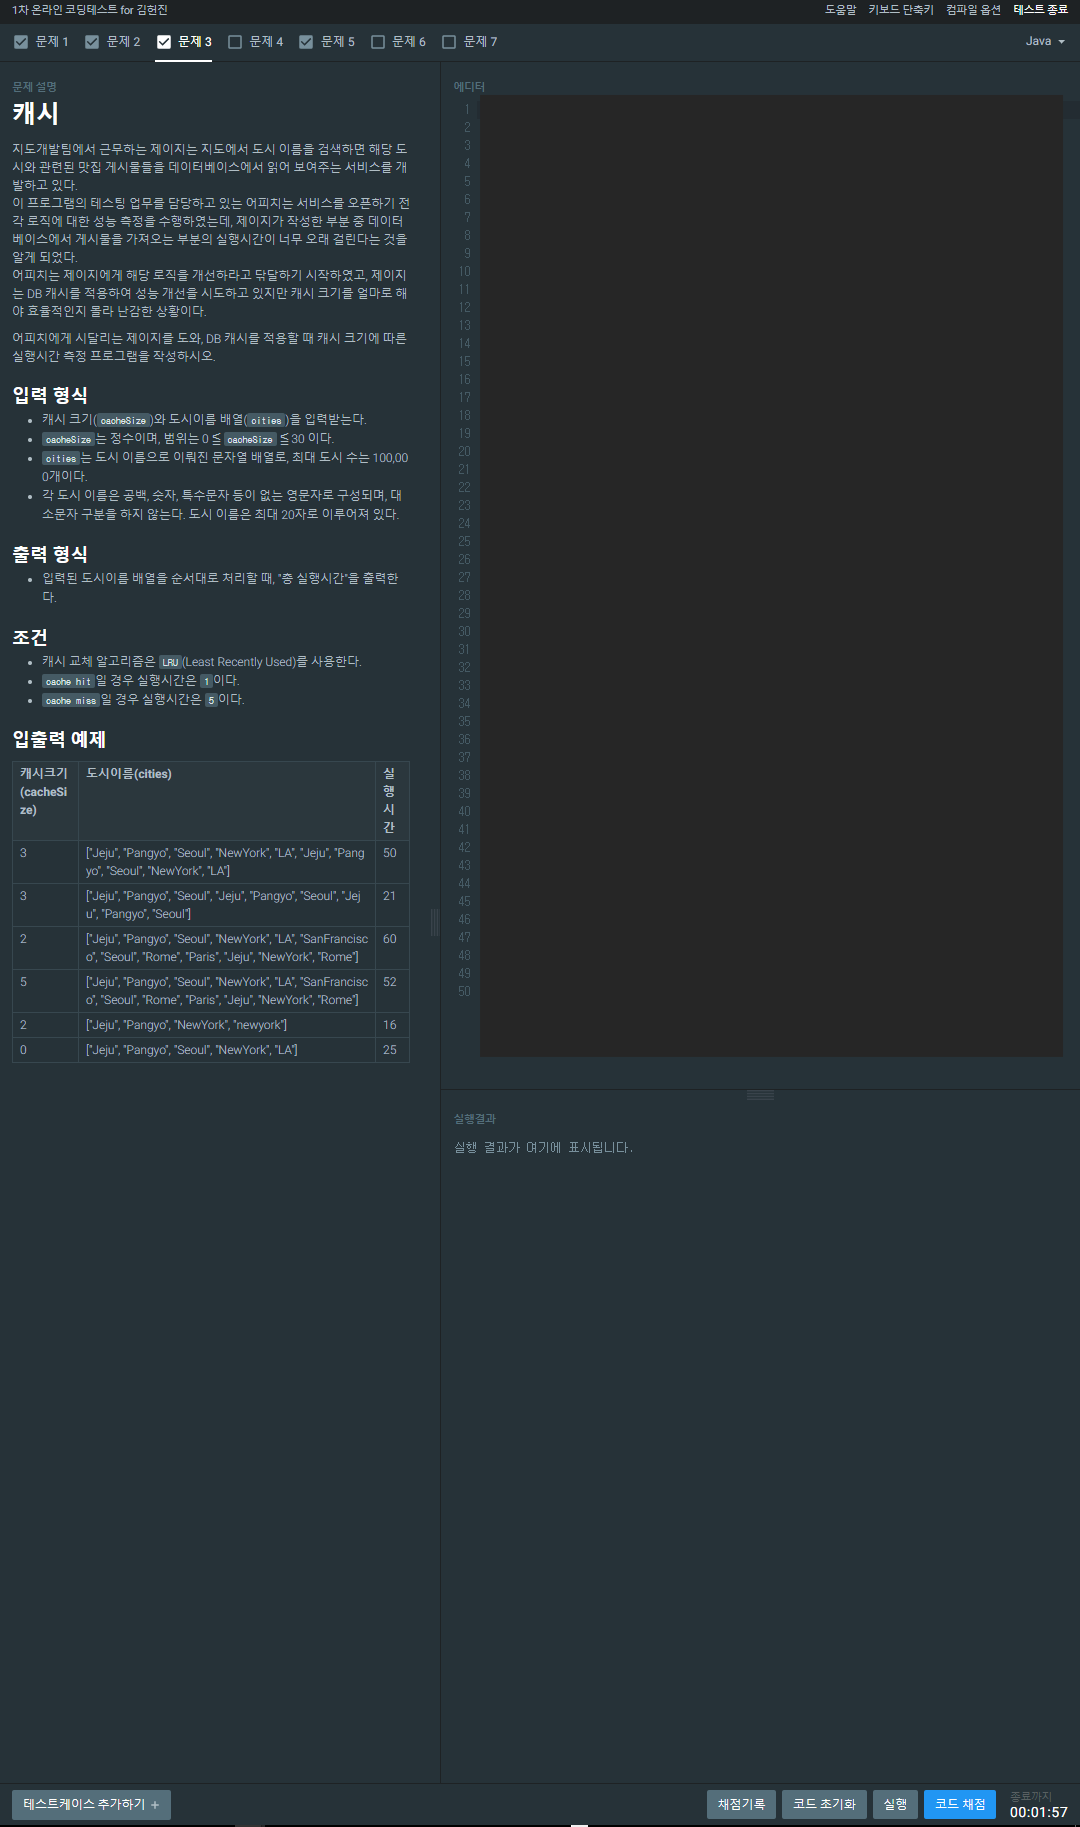 1차 온라인 코딩테스트 for 김헌진
도움말 키보드 단축키 컴파일 옵션 테스트 종료
문제 1 문제 2 문제 3 문제 4 문제 5 문제 6 문제 7
Java
문제 설명
캐시
지도개발팀에서 근무하는 제이지는 지도에서 도시 이름을 검색하면 해당 도
시와 관련된 맛집 게시물들을 데이터베이스에서 읽어 보여주는 서비스를 개
발하고 있다.
이 프로그램의 테스팅 업무를 담당하고 있는 어피치는 서비스를 오픈하기 전
각 로직에 대한 성능 측정을 수행하였는데, 제이지가 작성한 부분 중 데이터
베이스에서 게시물을 가져오는 부분의 실행시간이 너무 오래 걸린다는 것을
알게 되었다.
어피치는 제이지에게 해당 로직을 개선하라고 닦달하기 시작하였고, 제이지
는 DB 캐시를 적용하여 성능 개선을 시도하고 있지만 캐시 크기를 얼마로 해
야 효율적인지 몰라 난감한 상황이다.
어피치에게 시달리는 제이지를 도와, DB 캐시를 적용할 때 캐시 크기에 따른
실행시간 측정 프로그램을 작성하시오.
입력 형식
• 캐시 크기(cacheSize)와 도시이름 배열(cities)을 입력받는다.
• cacheSize는 정수이며, 범위는 0 ≦ cacheSize ≦ 30 이다.
• cities는 도시 이름으로 이뤄진 문자열 배열로, 최대 도시 수는 100,00
0개이다.
• 각 도시 이름은 공백, 숫자, 특수문자 등이 없는 영문자로 구성되며, 대
소문자 구분을 하지 않는다. 도시 이름은 최대 20자로 이루어져 있다.
출력 형식
• 입력된 도시이름 배열을 순서대로 처리할 때, "총 실행시간"을 출력한
다.
조건
• 캐시 교체 알고리즘은 LRU(Least Recently Used)를 사용한다.
• cache hit일 경우 실행시간은 1이다.
• cache miss일 경우 실행시간은 5이다.
입출력 예제
캐시크기 도시이름(cities) 실
(cacheSi 행
ze) 시
간
3 ["Jeju", "Pangyo", "Seoul", "NewYork", "LA", "Jeju", "Pang 50
yo", "Seoul", "NewYork", "LA"]
3 ["Jeju", "Pangyo", "Seoul", "Jeju", "Pangyo", "Seoul", "Jej 21
u", "Pangyo", "Seoul"]
2 ["Jeju", "Pangyo", "Seoul", "NewYork", "LA", "SanFrancisc 60
o", "Seoul", "Rome", "Paris", "Jeju", "NewYork", "Rome"]
5 ["Jeju", "Pangyo", "Seoul", "NewYork", "LA", "SanFrancisc 52
o", "Seoul", "Rome", "Paris", "Jeju", "NewYork", "Rome"]
2 ["Jeju", "Pangyo", "NewYork", "newyork"] 16
0 ["Jeju", "Pangyo", "Seoul", "NewYork", "LA"] 25
에디터
1
2
3
4
5
6
7
8
9
10
11
12
13
14
15
16
17
18
19
20
21
22
23
24
25
26
27
28
29
30
31
32
33
34
35
36
37
38
39
40
41
42
43
44
45
46
47
48
49
50
실행결과
실행 결과가 여기에 표시됩니다.
테스트케이스 추가하기 +
채점기록 코드 초기화 실행 코드 채점
종료까지
00:01:57